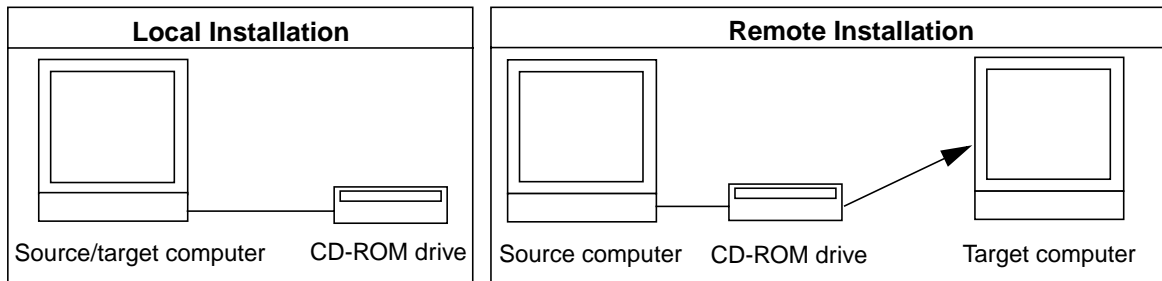 Local Installation
Source/target computer
CD-ROM drive
Remote Installation
Source computer
CD-ROM drive
Target computer